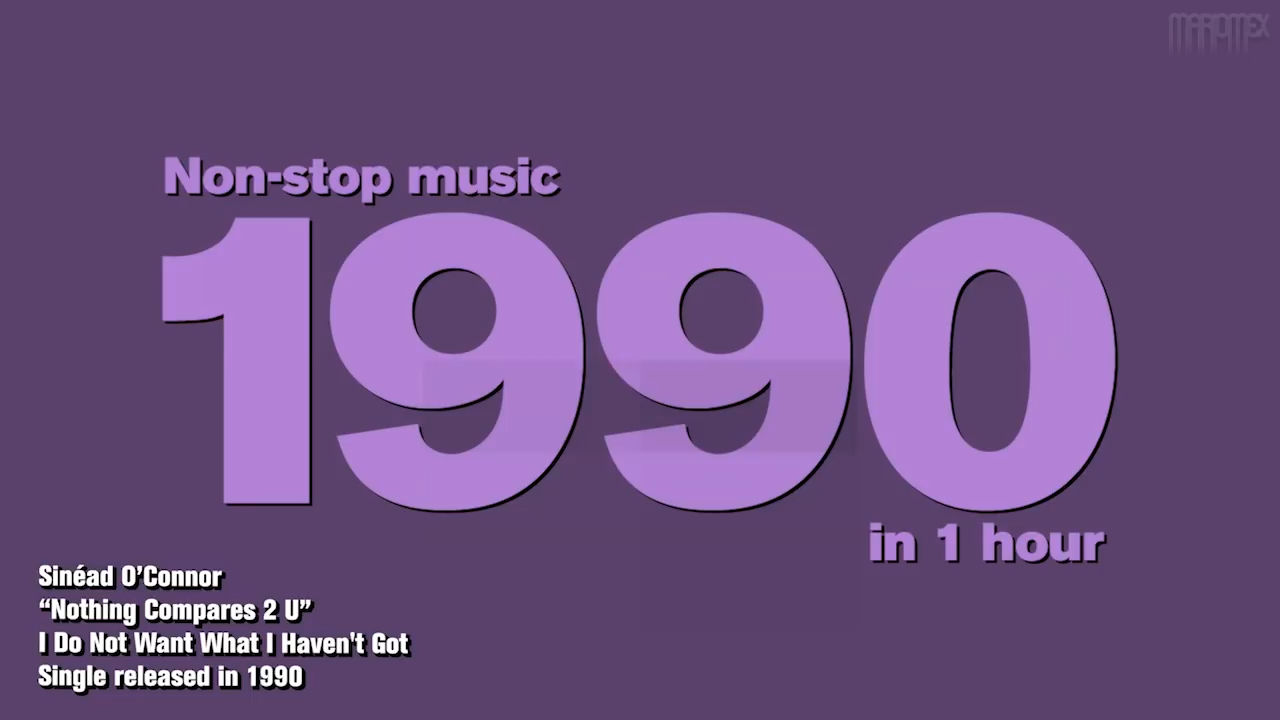 MAROMEX
Non-stop music
1990
in 1 hour
Sinéad O’Connor
“Nothing Compares 2 U”
I Do Not Want What I Haven't Got
Single released in 1990